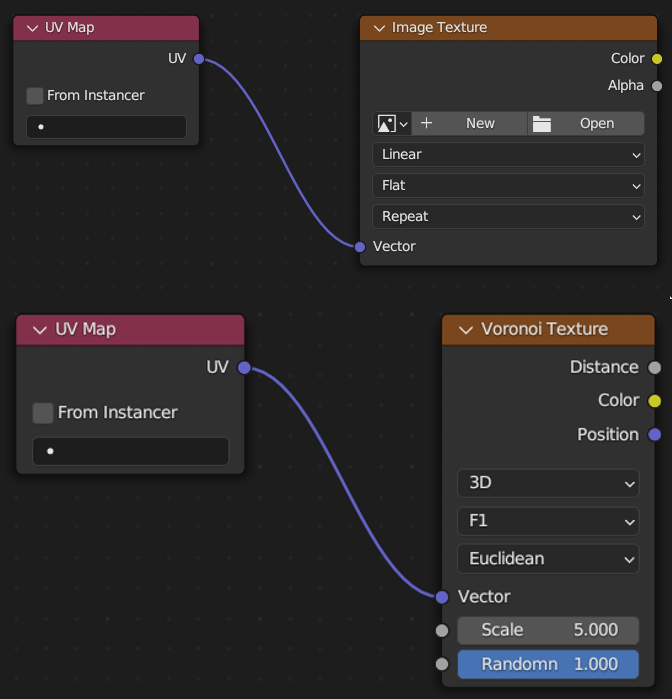 UV Map
UV
From Instancer
Image Texture
Color
Alpha
New
Open
Linear
Flat
Repeat
Vector
UV Map
UV
From Instancer
Voronoi Texture
Distance
Color
Position
3D
F1
Euclidean
Vector
Scale 5.000
Randomn 1.000